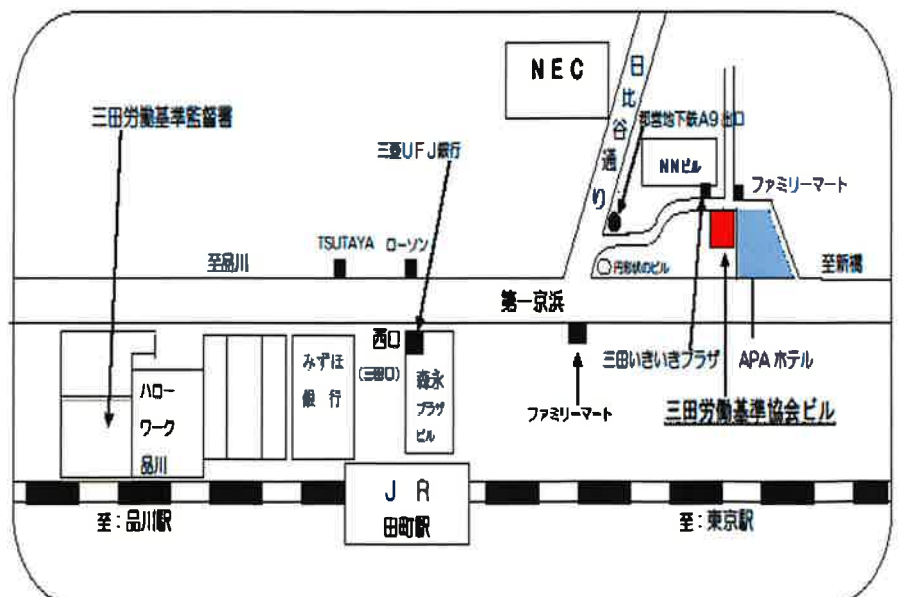 NEC
日比谷通り
三田労働基準監督署
都営地下鉄A9出口
三菱UFJ銀行
NNビル
ファミリーマート
TSUTAYA ローソン
至品川
円形状のビル
至新橋
第一京浜
西口
(三田口)
みずほ
銀行
森永
プラザ
ビル
三田いきいきプラザ
APAホテル
ファミリーマート
三田労働基準協会ビル
ハロー
ワーク
品川
JR
田町駅
至:品川駅
至:東京駅